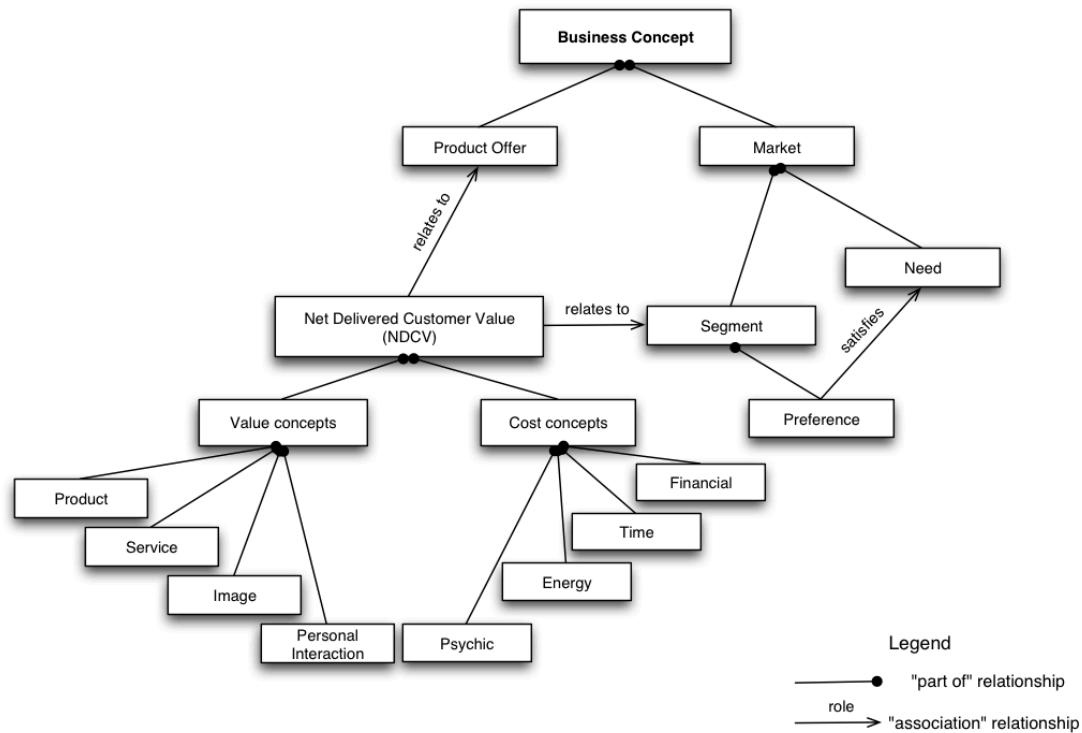 Business Concept
Product Offer
Market
relates to
Need
Net Delivered Customer Value
(NDCV)
relates to
Segment
satisfies
Value concepts
Cost concepts
Preference
Product
Financial
Service
Time
Image
Energy
Personal
Interaction
Psychic
Legend
"part of" relationship
role
"association" relationship